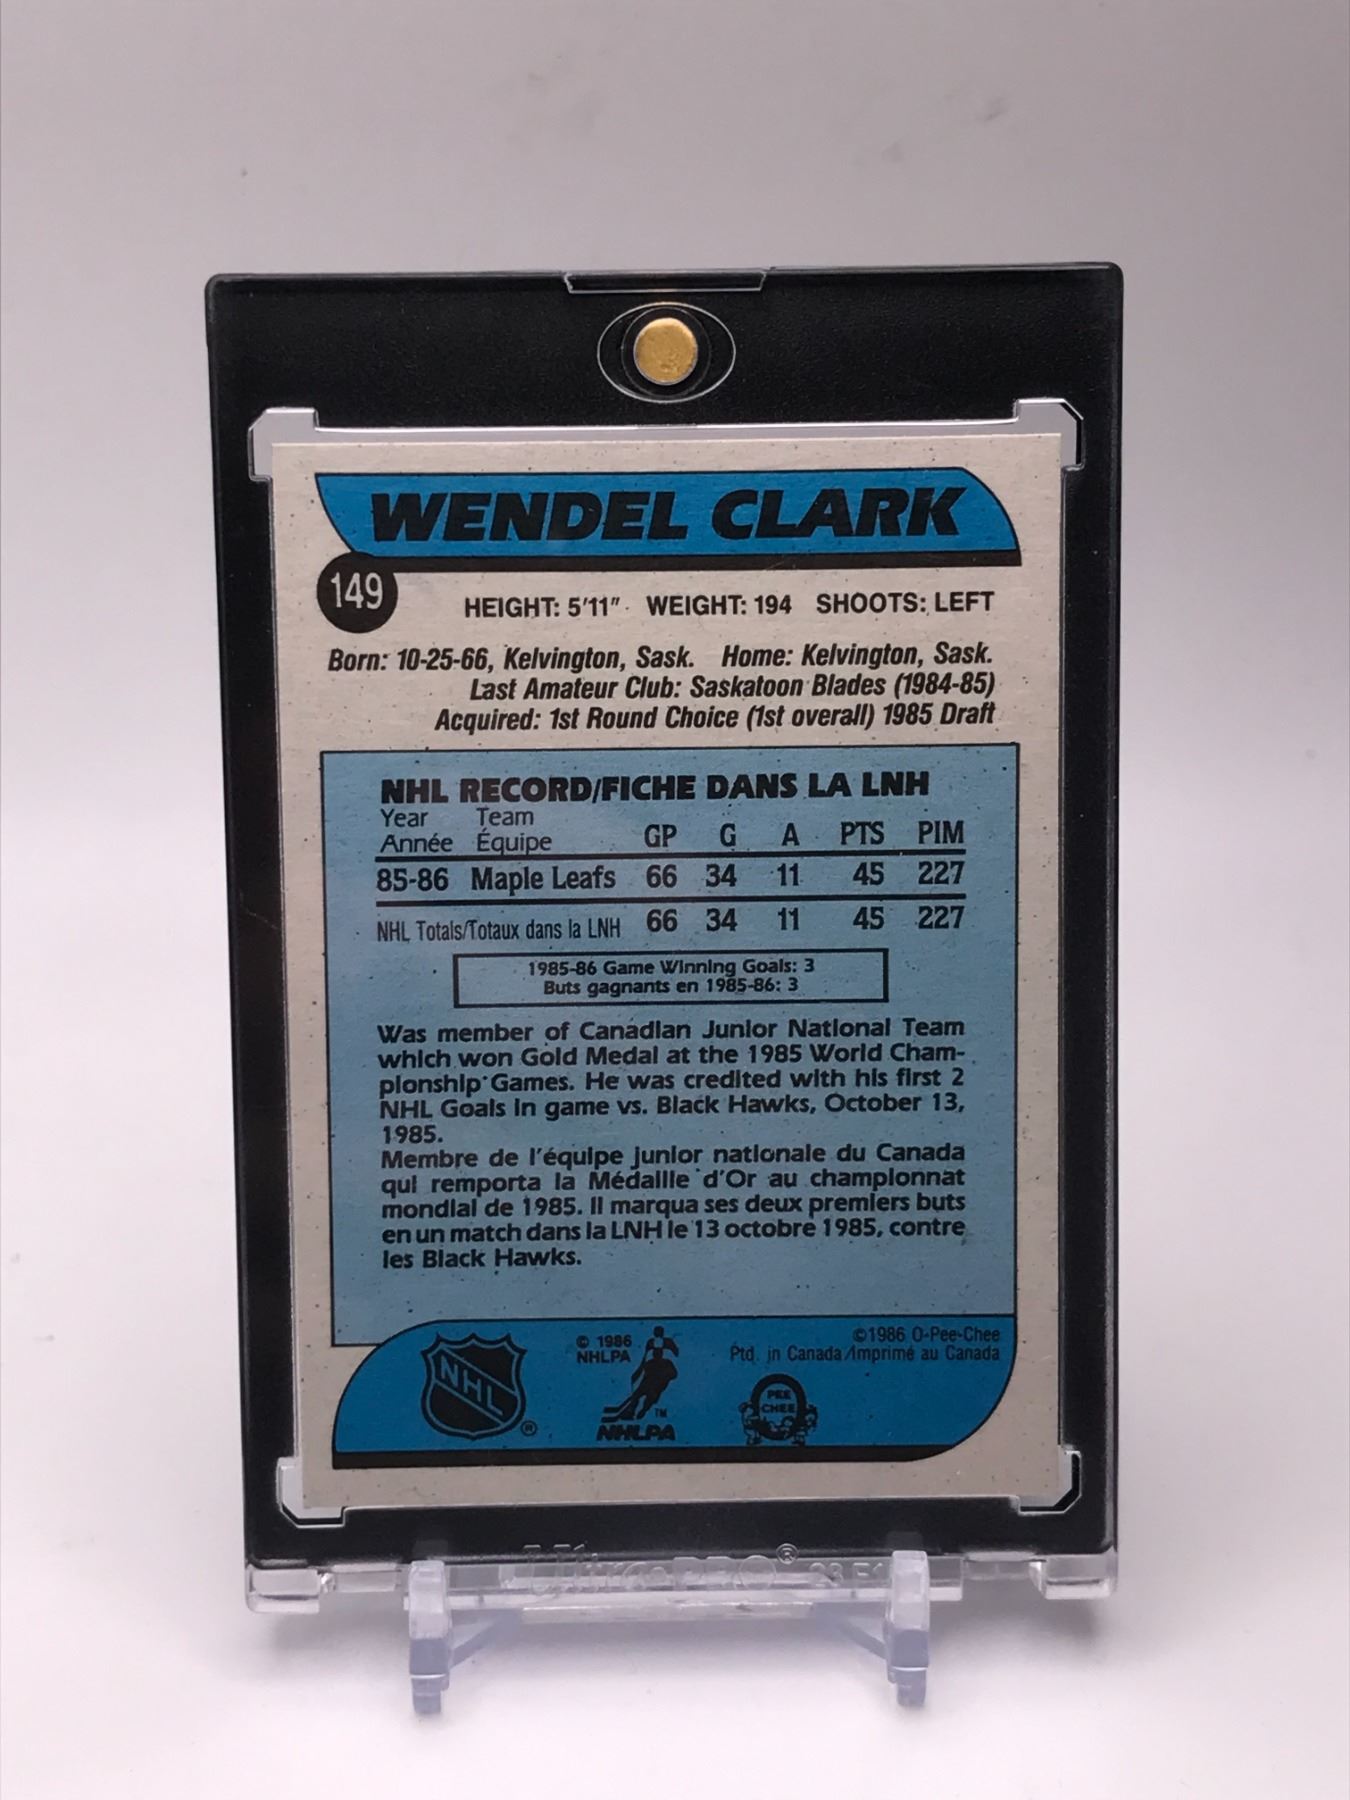 WENDEL CLARK
149
HEIGHT: 5'11" WEIGHT: 194 SHOOTS: LEFT
Born: 10-25-66, Kelvington, Sask. Home: Kelvington, Sask.
Last Amateur Club: Saskatoon Blades (1984-85)
Acquired: 1st Round Choice (1st overall) 1985 Draft
NHL RECORD/FICHE DANS LA LNH
Year Team
Année Équipe GP G A PTS PIM
85-86 Maple Leafs 66 34 11 45 227
NHL Totals/Totaux dans la LNH 66 34 11 45 227
1985-86 Game Winning Goals: 3
Buts gagnants en 1985-86: 3
Was member of Canadian Junior National Team
which won Gold Medal at the 1985 World Cham-
pionship Games. He was credited with his first 2
NHL Goals in game vs. Black Hawks, October 13,
1985.
Membre de l'équipe junior nationale du Canada
qui remporta la Médaille d'Or au championnat
mondial de 1985. Il marqua ses deux premiers buts
en un match dans la LNH le 13 octobre 1985, contre
les Black Hawks.
NHL ®
© 1986
NHLPA
TM
NHLPA
©1986 O-Pee-Chee
Ptd. in Canada/Imprimé au Canada
PEE
CHEE
Ultra·PRO®